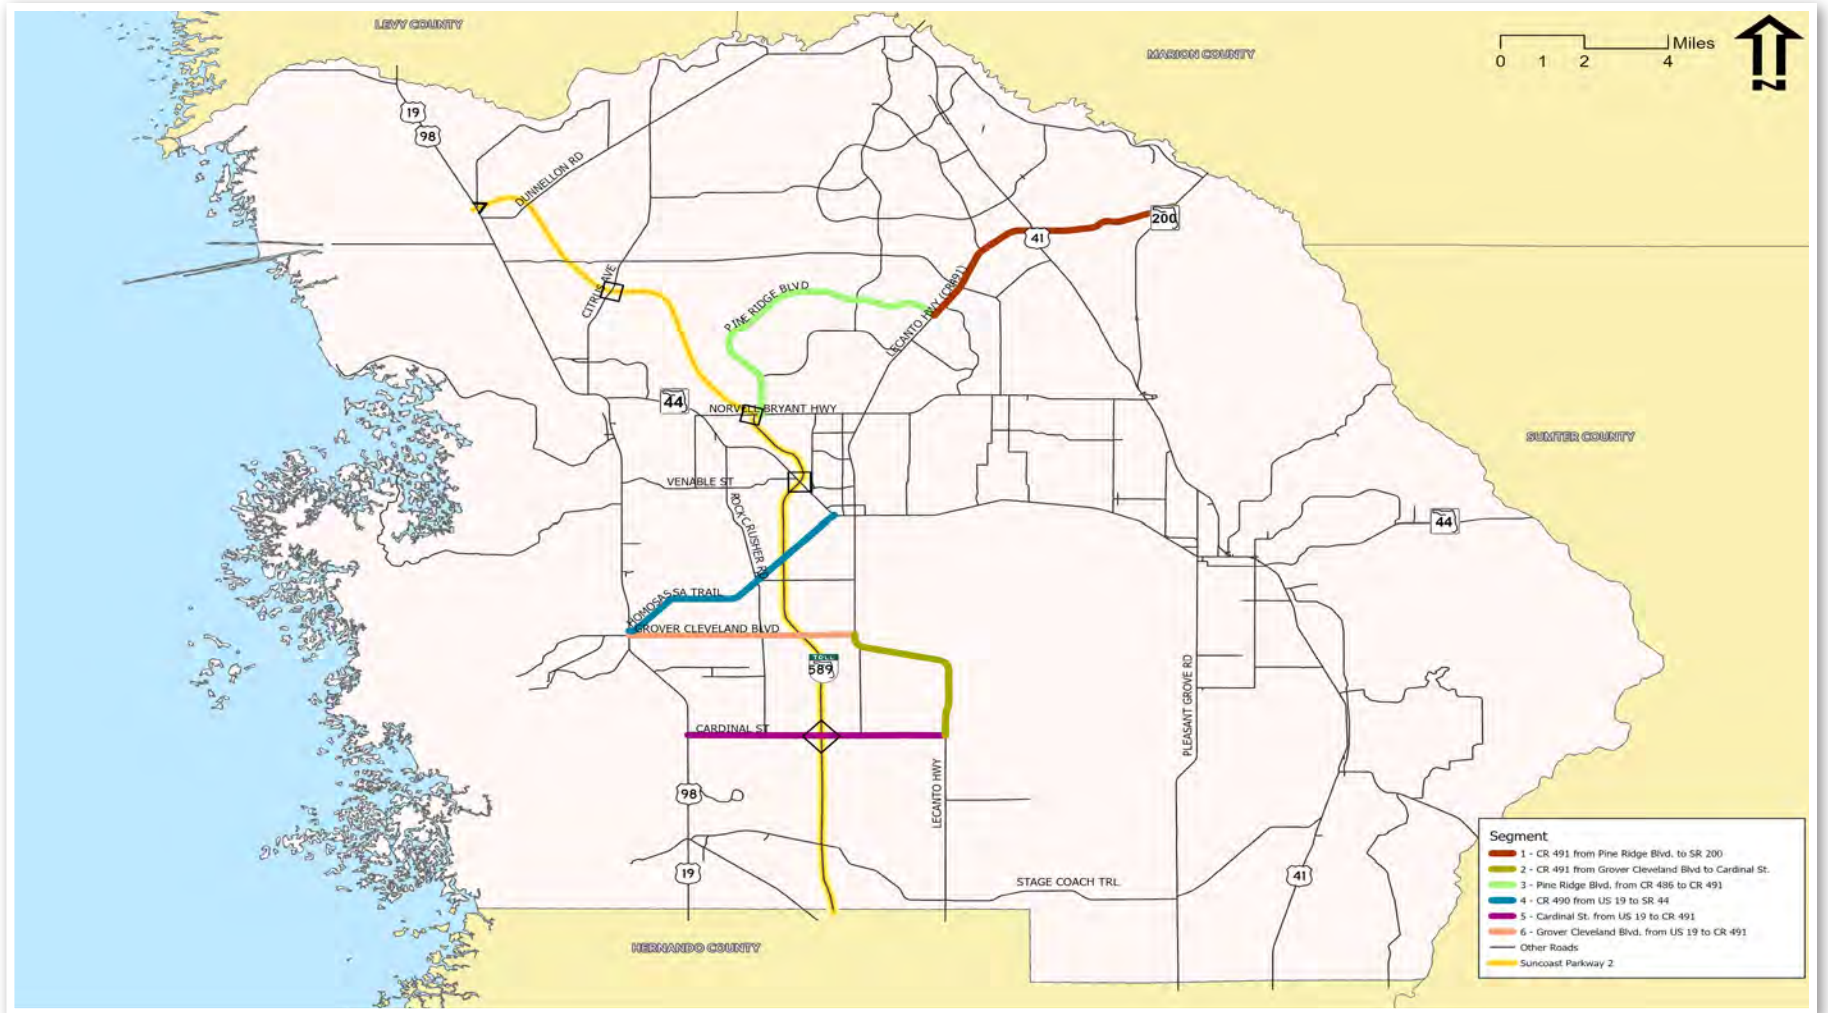 LEVY COUNTY
MARION COUNTY
Miles
0 1 2 4
N
19
98
DUNNELLON RD
200
41
CITRUS AVE
LECANTO HWY (CR491)
PINE RIDGE BLVD
44
NORVELL BRYANT HWY
SUMTER COUNTY
VENABLE ST
ROCK CRUSHER RD
44
HOMOSASSA TRAIL
GROVER CLEVELAND BLVD
TOLL
589
PLEASANT GROVE RD
CARDINAL ST
98
LECANTO HWY
19
STAGE COACH TRL
41
HERNANDO COUNTY
Segment
1 - CR 491 from Pine Ridge Blvd. to SR 200
2 - CR 491 from Grover Cleveland Blvd to Cardinal St.
3 - Pine Ridge Blvd. from CR 486 to CR 491
4 - CR 490 from US 19 to SR 44
5 - Cardinal St. from US 19 to CR 491
6 - Grover Cleveland Blvd. from US 19 to CR 491
Other Roads
Suncoast Parkway 2